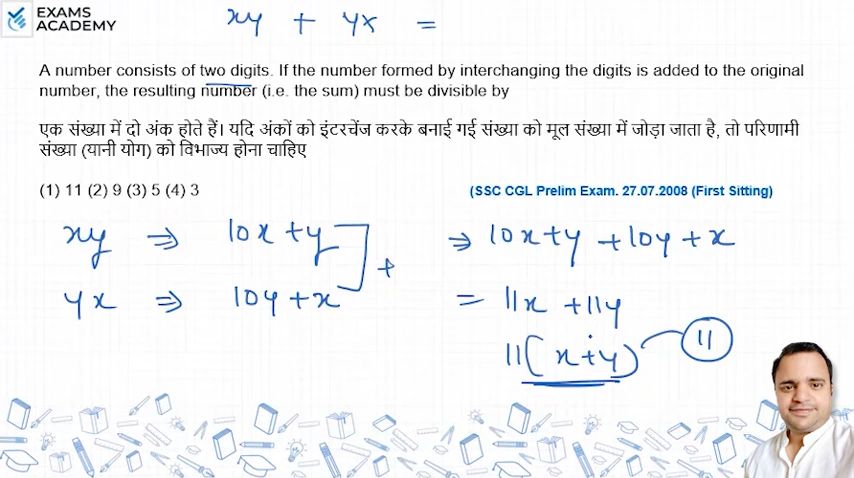 EXAMS
ACADEMY
xy + yx =
A number consists of two digits. If the number formed by interchanging the digits is added to the original
number, the resulting number (i.e. the sum) must be divisible by
एक संख्या में दो अंक होते हैं। यदि अंकों को इंटरचेंज करके बनाई गई संख्या को मूल संख्या में जोड़ा जाता है, तो परिणामी
संख्या (यानी योग) को विभाज्य होना चाहिए
(1) 11 (2) 9 (3) 5 (4) 3
(SSC CGL Prelim Exam. 27.07.2008 (First Sitting)
xy ⇒ 10x + y
yx ⇒ 10y + x
+
⇒ 10x + y + 10y + x
= 11x + 11y
11(x + y)
11